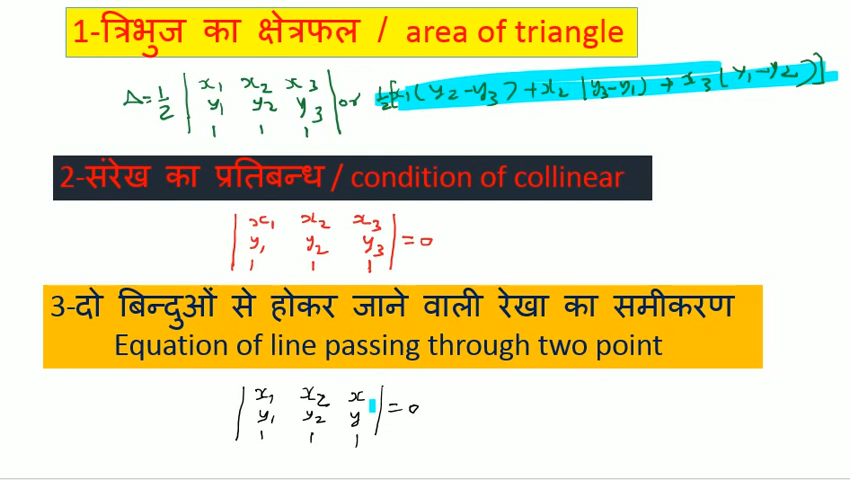 1-त्रिभुज का क्षेत्रफल / area of triangle
Δ=1/2 | x1 x2 x3 | or 1/2[x1(y2-y3)+x2|y3-y1)+x3(y1-y2)]
| y1 y2 y3 |
| 1 1 1 |
2-संरेख का प्रतिबन्ध / condition of collinear
| x1 x2 x3 |
| y1 y2 y3 | =0
| 1 1 1 |
3-दो बिन्दुओं से होकर जाने वाली रेखा का समीकरण
Equation of line passing through two point
| x1 x2 x |
| y1 y2 y | =0
| 1 1 1 |